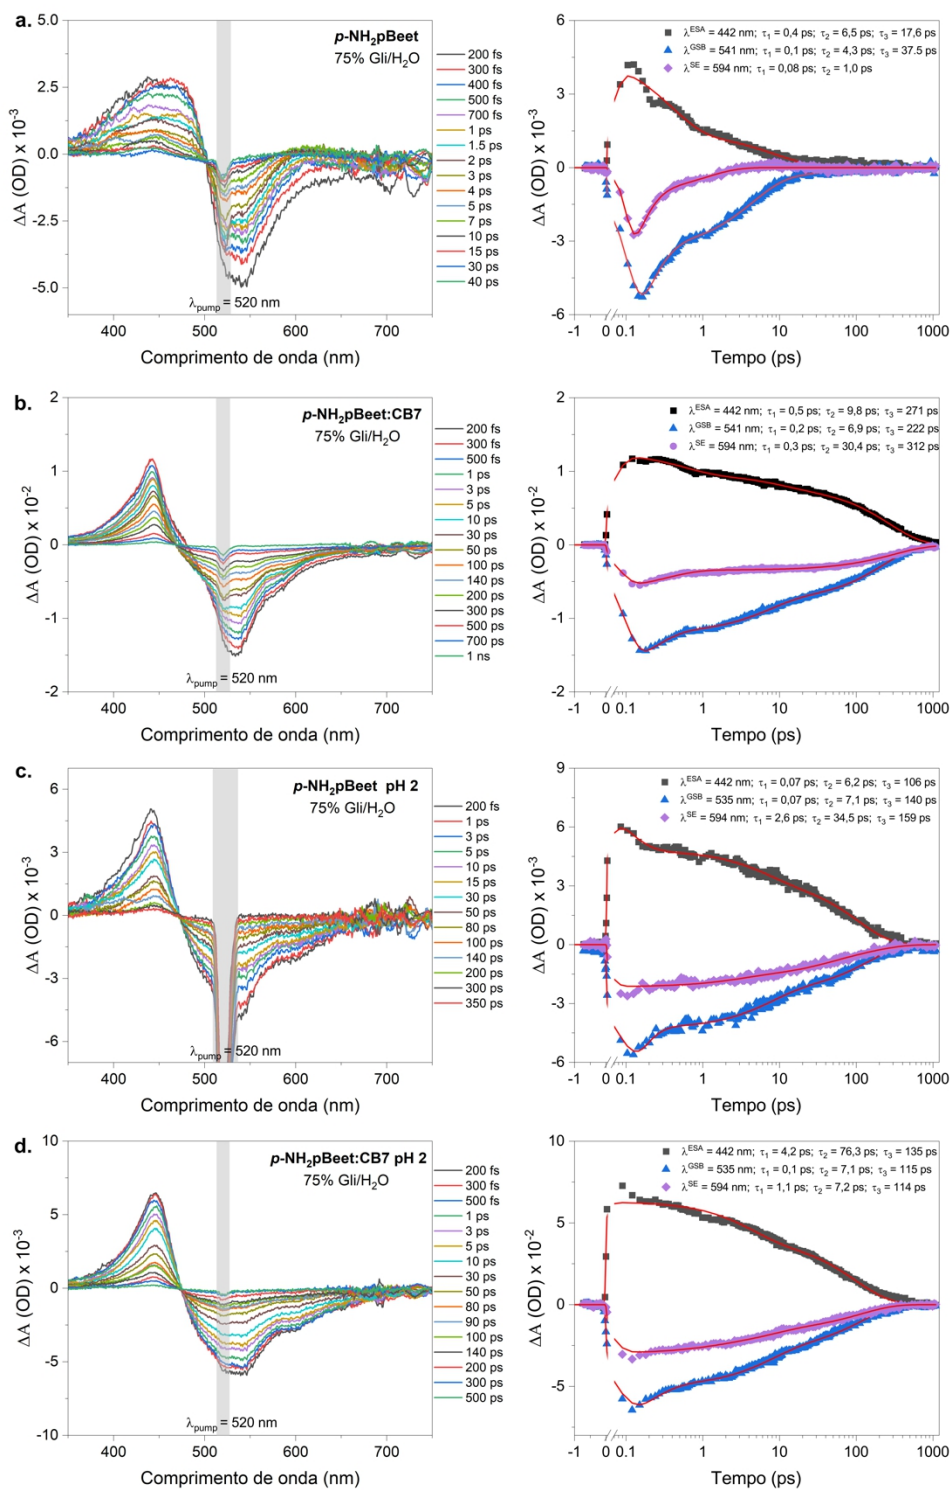 a.
5.0
2.5
0.0
-2.5
-5.0
ΔA (OD) x 10⁻³
p-NH₂pBeet
75% Gli/H₂O
λpump = 520 nm
400 500 600 700
Comprimento de onda (nm)
200 fs
300 fs
400 fs
500 fs
700 fs
1 ps
1.5 ps
2 ps
3 ps
4 ps
5 ps
7 ps
10 ps
15 ps
30 ps
40 ps
6
3
0
-3
-6
ΔA (OD) x 10⁻³
λᴱˢᴬ = 442 nm; τ₁ = 0,4 ps; τ₂ = 6,5 ps; τ₃ = 17,6 ps
λᴳˢᴮ = 541 nm; τ₁ = 0,1 ps; τ₂ = 4,3 ps; τ₃ = 37.5 ps
λˢᴱ = 594 nm; τ₁ = 0,08 ps; τ₂ = 1,0 ps;
-1 0 0.1 1 10 100 1000
Tempo (ps)
b.
2
1
0
-1
-2
ΔA (OD) x 10⁻²
p-NH₂pBeet:CB7
75% Gli/H₂O
λpump = 520 nm
400 500 600 700
Comprimento de onda (nm)
200 fs
300 fs
500 fs
1 ps
3 ps
5 ps
10 ps
30 ps
50 ps
100 ps
140 ps
200 ps
300 ps
500 ps
700 ps
1 ns
2
1
0
-1
-2
ΔA (OD) x 10⁻²
λᴱˢᴬ = 442 nm; τ₁ = 0,5 ps; τ₂ = 9,8 ps; τ₃ = 271 ps
λᴳˢᴮ = 541 nm; τ₁ = 0,2 ps; τ₂ = 6,9 ps; τ₃ = 222 ps
λˢᴱ = 594 nm; τ₁ = 0,3 ps; τ₂ = 30,4 ps; τ₃ = 312 ps
-1 0 0.1 1 10 100 1000
Tempo (ps)
c.
6
3
0
-3
-6
ΔA (OD) x 10⁻³
p-NH₂pBeet pH 2
75% Gli/H₂O
λpump = 520 nm
400 500 600 700
Comprimento de onda (nm)
200 fs
1 ps
3 ps
5 ps
10 ps
15 ps
30 ps
50 ps
80 ps
100 ps
140 ps
200 ps
300 ps
350 ps
9
6
3
0
-3
-6
ΔA (OD) x 10⁻³
λᴱˢᴬ = 442 nm; τ₁ = 0,07 ps; τ₂ = 6,2 ps; τ₃ = 106 ps
λᴳˢᴮ = 535 nm; τ₁ = 0,07 ps; τ₂ = 7,1 ps; τ₃ = 140 ps
λˢᴱ = 594 nm; τ₁ = 2,6 ps; τ₂ = 34,5 ps; τ₃ = 159 ps
-1 0 0.1 1 10 100 1000
Tempo (ps)
d.
10
5
0
-5
-10
ΔA (OD) x 10⁻³
p-NH₂pBeet:CB7 pH 2
75% Gli/H₂O
λpump = 520 nm
400 500 600 700
Comprimento de onda (nm)
200 fs
300 fs
500 fs
1 ps
3 ps
5 ps
10 ps
30 ps
50 ps
80 ps
90 ps
100 ps
140 ps
200 ps
300 ps
500 ps
10
5
0
-5
ΔA (OD) x 10⁻²
λᴱˢᴬ = 442 nm; τ₁ = 4,2 ps; τ₂ = 76,3 ps; τ₃ = 135 ps
λᴳˢᴮ = 535 nm; τ₁ = 0,1 ps; τ₂ = 7,1 ps; τ₃ = 115 ps
λˢᴱ = 594 nm; τ₁ = 1,1 ps; τ₂ = 7,2 ps; τ₃ = 114 ps
-1 0 0.1 1 10 100 1000
Tempo (ps)